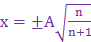 x = ±A√(n/(n+1))